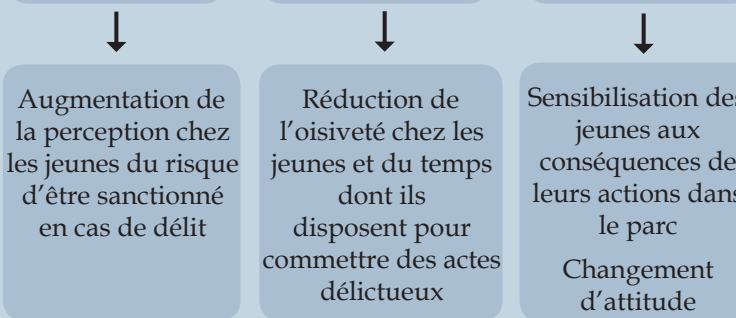 Augmentation de
la perception chez
les jeunes du risque
d'être sanctionné
en cas de délit
Réduction de
l'oisiveté chez les
jeunes et du temps
dont ils
disposent pour
commettre des actes
délictueux
Sensibilisation des
jeunes aux
conséquences de
leurs actions dans
le parc
Changement
d'attitude